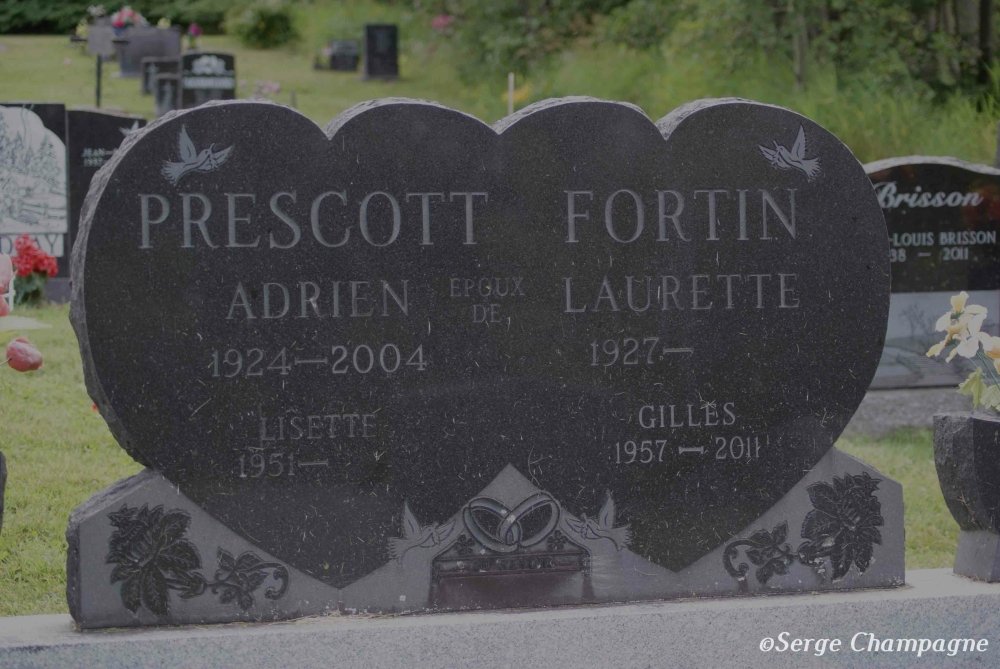 PRESCOTT FORTIN
ADRIEN EPOUX DE LAURETTE
1924—2004 1927—
LISETTE GILLES
1951— 1957 — 2011
Brisson
LOUIS BRISSON
38 — 2011
©Serge Champagne